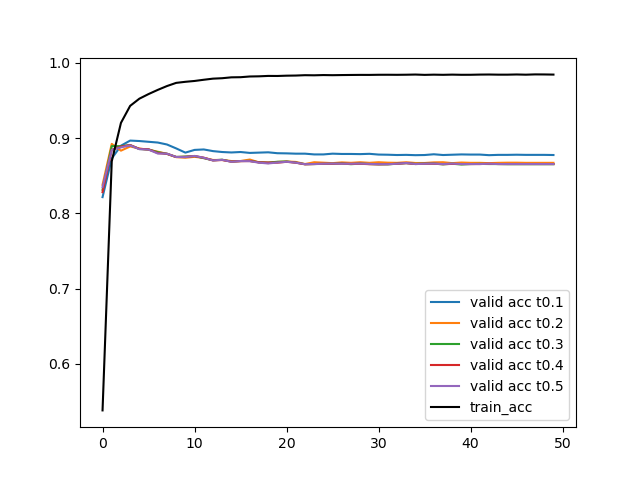 1.0
0.9
0.8
0.7
0.6
0
10
20
30
40
50
valid acc t0.1
valid acc t0.2
valid acc t0.3
valid acc t0.4
valid acc t0.5
train_acc